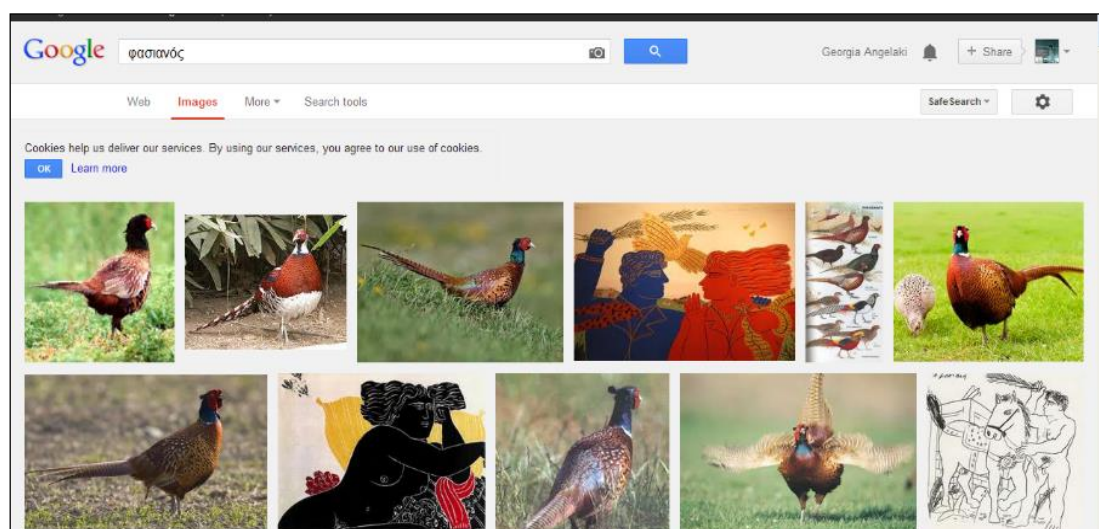 Google φασιανός Georgia Angelaki + Share
Web Images More Search tools SafeSearch
Cookies help us deliver our services. By using our services, you agree to our use of cookies.
OK Learn more